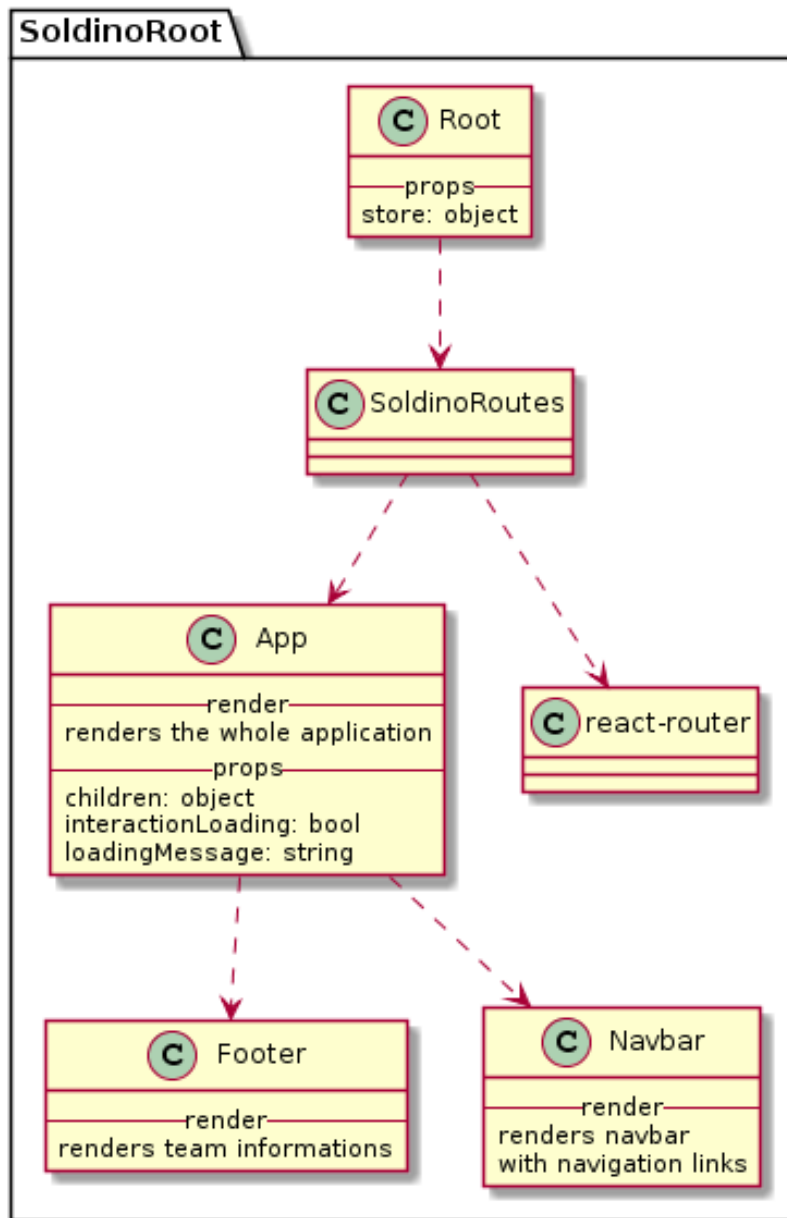 SoldinoRoot
C Root
props
store: object
C SoldinoRoutes
C App
render
renders the whole application
props
children: object
interactionLoading: bool
loadingMessage: string
C react-router
C Footer
render
renders team informations
C Navbar
render
renders navbar
with navigation links